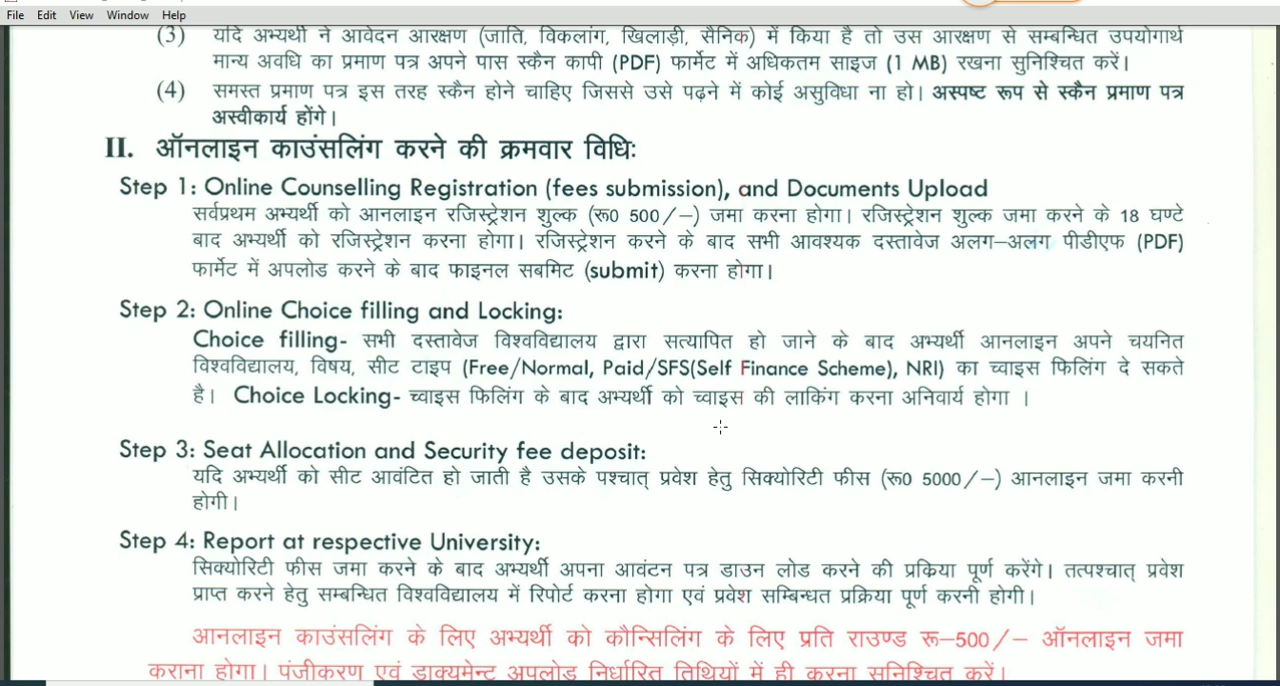 File Edit View Window Help
(3) यदि अभ्यर्थी ने आवेदन आरक्षण (जाति, विकलांग, खिलाड़ी, सैनिक) में किया है तो उस आरक्षण से सम्बन्धित उपयोगार्थ
मान्य अवधि का प्रमाण पत्र अपने पास स्कैन कापी (PDF) फार्मेट में अधिकतम साइज (1 MB) रखना सुनिश्चित करें।
(4) समस्त प्रमाण पत्र इस तरह स्कैन होने चाहिए जिससे उसे पढ़ने में कोई असुविधा ना हो। अस्पष्ट रूप से स्कैन प्रमाण पत्र
अस्वीकार्य होंगे।
II. ऑनलाइन काउंसलिंग करने की क्रमवार विधिः
Step 1: Online Counselling Registration (fees submission), and Documents Upload
सर्वप्रथम अभ्यर्थी को आनलाइन रजिस्ट्रेशन शुल्क (रू0 500/–) जमा करना होगा। रजिस्ट्रेशन शुल्क जमा करने के 18 घण्टे
बाद अभ्यर्थी को रजिस्ट्रेशन करना होगा। रजिस्ट्रेशन करने के बाद सभी आवश्यक दस्तावेज अलग–अलग पीडीएफ (PDF)
फार्मेट में अपलोड करने के बाद फाइनल सबमिट (submit) करना होगा।
Step 2: Online Choice filling and Locking:
Choice filling- सभी दस्तावेज विश्वविद्यालय द्वारा सत्यापित हो जाने के बाद अभ्यर्थी आनलाइन अपने चयनित
विश्वविद्यालय, विषय, सीट टाइप (Free/Normal, Paid/SFS(Self Finance Scheme), NRI) का च्वाइस फिलिंग दे सकते
है। Choice Locking- च्वाइस फिलिंग के बाद अभ्यर्थी को च्वाइस की लाकिंग करना अनिवार्य होगा ।
Step 3: Seat Allocation and Security fee deposit:
यदि अभ्यर्थी को सीट आवंटित हो जाती है उसके पश्चात् प्रवेश हेतु सिक्योरिटी फीस (रू0 5000/–) आनलाइन जमा करनी
होगी।
Step 4: Report at respective University:
सिक्योरिटी फीस जमा करने के बाद अभ्यर्थी अपना आवंटन पत्र डाउन लोड करने की प्रकिया पूर्ण करेंगे। तत्पश्चात् प्रवेश
प्राप्त करने हेतु सम्बन्धित विश्वविद्यालय में रिपोर्ट करना होगा एवं प्रवेश सम्बिन्धत प्रक्रिया पूर्ण करनी होगी।
आनलाइन काउंसलिंग के लिए अभ्यर्थी को कौन्सिलिंग के लिए प्रति राउण्ड रू–500/– ऑनलाइन जमा
कराना होगा। पंजीकरण एवं डाक्यूमेन्ट अपलोड निर्धारित तिथियों में ही करना सुनिश्चित करें।